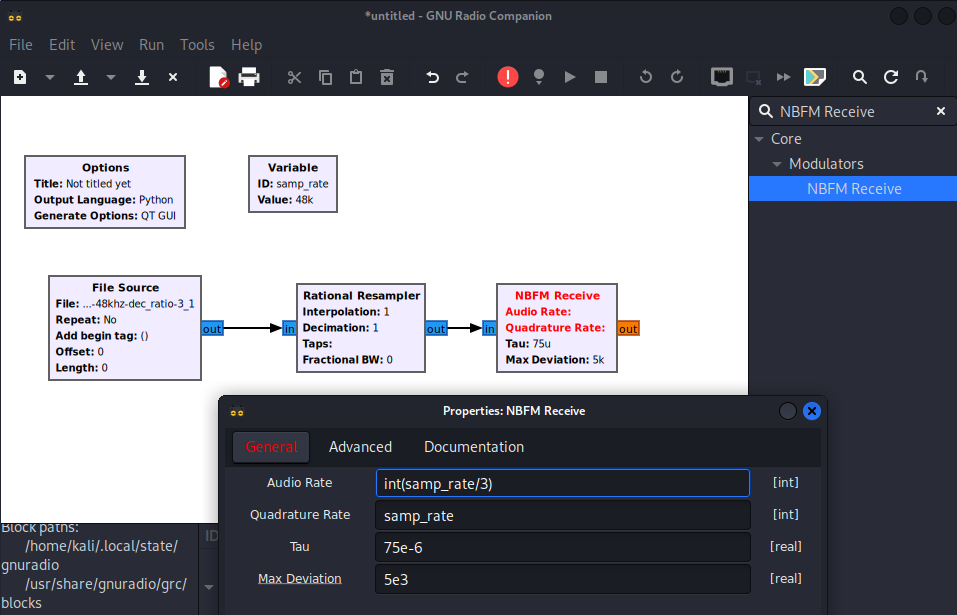 *untitled - GNU Radio Companion
File Edit View Run Tools Help
NBFM Receive
Core
Modulators
NBFM Receive
Options
Title: Not titled yet
Output Language: Python
Generate Options: QT GUI
Variable
ID: samp_rate
Value: 48k
File Source
File: ...-48khz-dec_ratio-3_1
Repeat: No
Add begin tag: ()
Offset: 0
Length: 0
out
in
Rational Resampler
Interpolation: 1
Decimation: 1
Taps:
Fractional BW: 0
out
in
NBFM Receive
Audio Rate:
Quadrature Rate:
Tau: 75u
Max Deviation: 5k
out
Properties: NBFM Receive
General Advanced Documentation
Audio Rate int(samp_rate/3) [int]
Quadrature Rate samp_rate [int]
Tau 75e-6 [real]
Max Deviation 5e3 [real]
Block paths:
/home/kali/.local/state/
gnuradio
/usr/share/gnuradio/grc/
blocks
ID